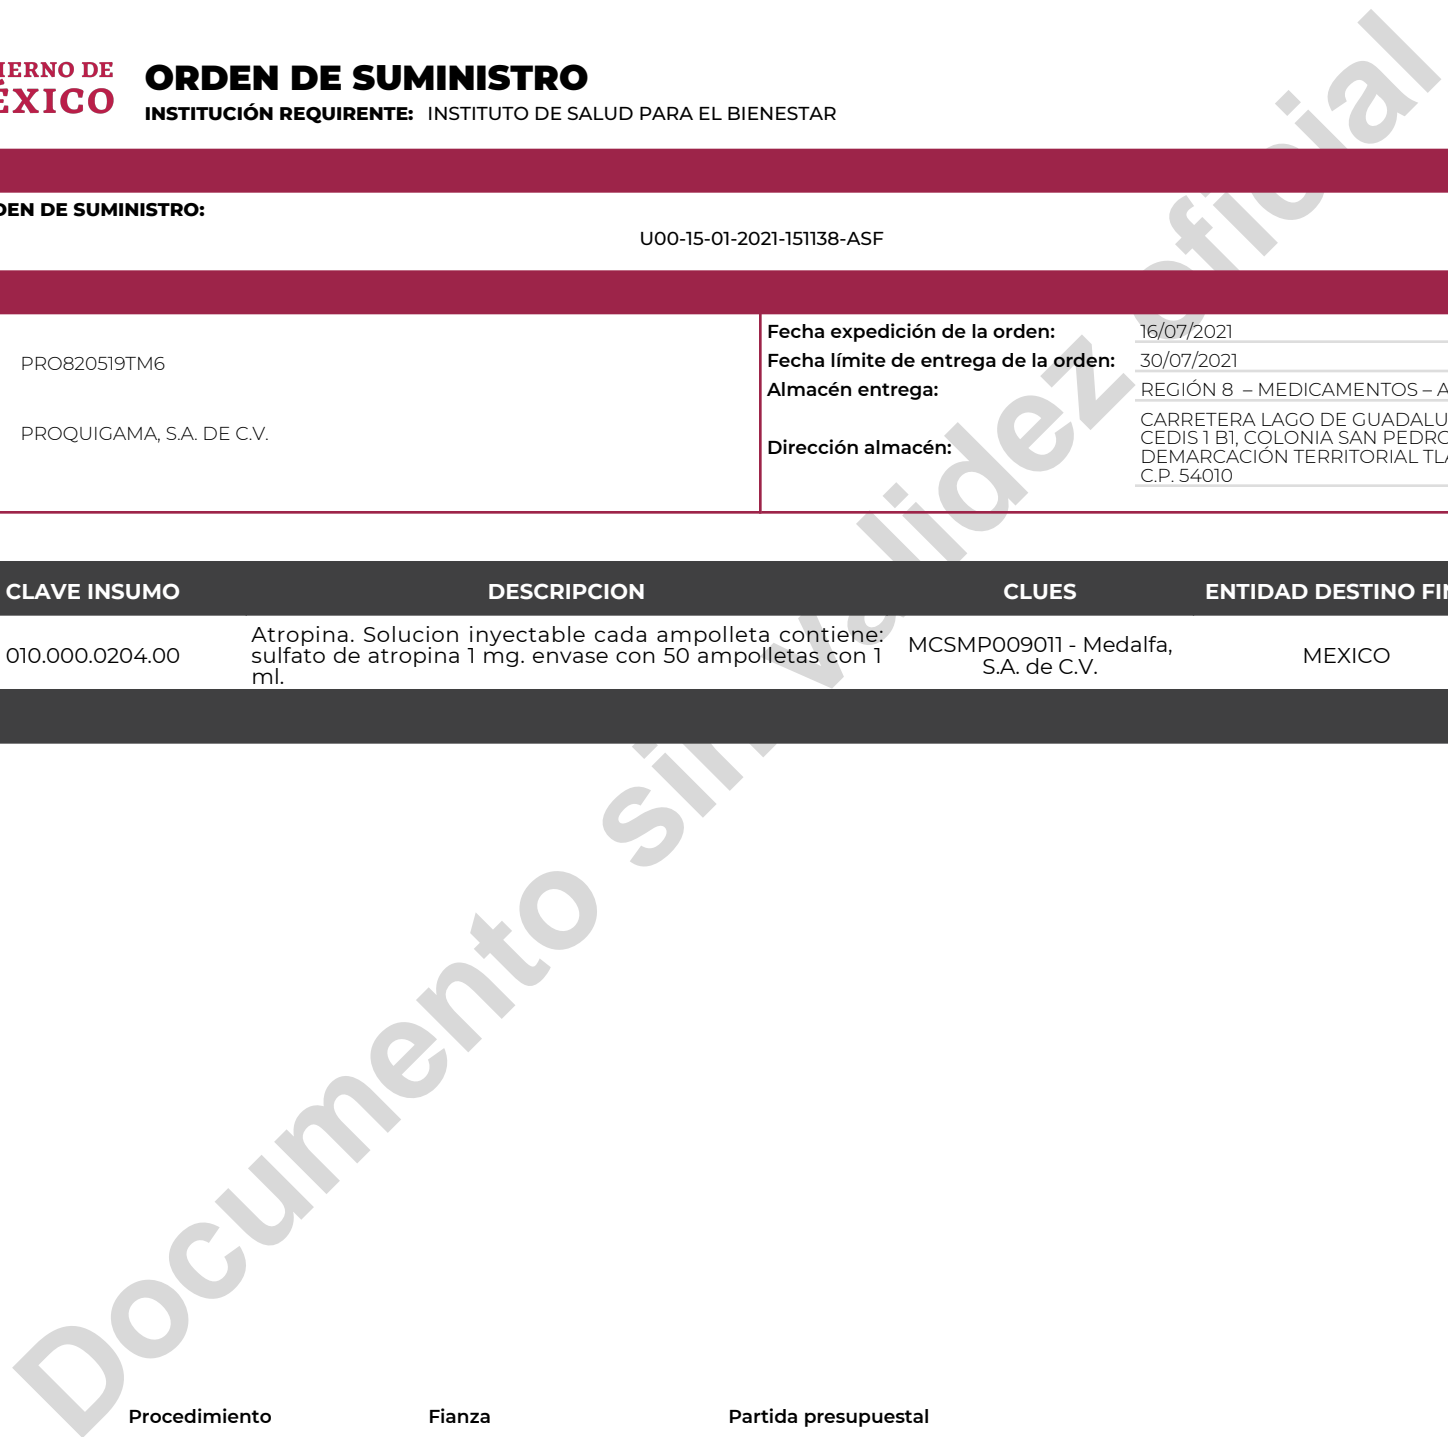 IERNO DE
ÉXICO
ORDEN DE SUMINISTRO
INSTITUCIÓN REQUIRENTE: INSTITUTO DE SALUD PARA EL BIENESTAR
DEN DE SUMINISTRO:
U00-15-01-2021-151138-ASF
PRO820519TM6
PROQUIGAMA, S.A. DE C.V.
Fecha expedición de la orden: 16/07/2021
Fecha límite de entrega de la orden: 30/07/2021
Almacén entrega: REGIÓN 8 – MEDICAMENTOS – A
Dirección almacén:
CARRETERA LAGO DE GUADALU
CEDIS 1 B1, COLONIA SAN PEDRO
DEMARCACIÓN TERRITORIAL TLA
C.P. 54010
CLAVE INSUMO DESCRIPCION CLUES ENTIDAD DESTINO FIN
010.000.0204.00
Atropina. Solucion inyectable cada ampolleta contiene:
sulfato de atropina 1 mg. envase con 50 ampolletas con 1
ml.
MCSMP009011 - Medalfa,
S.A. de C.V.
MEXICO
Documento sin validez oficial
Procedimiento Fianza Partida presupuestal